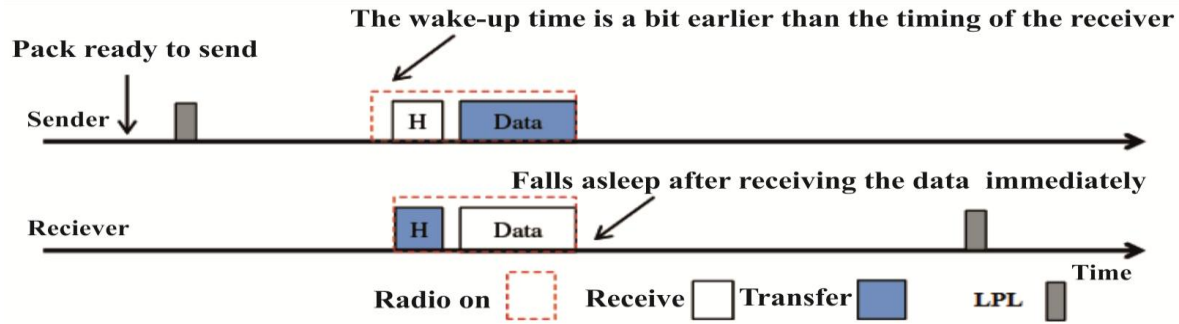 The wake-up time is a bit earlier than the timing of the receiver
Pack ready to send
Sender
H
Data
Falls asleep after receiving the data immediately
Reciever
H
Data
Time
Radio on
Receive
Transfer
LPL